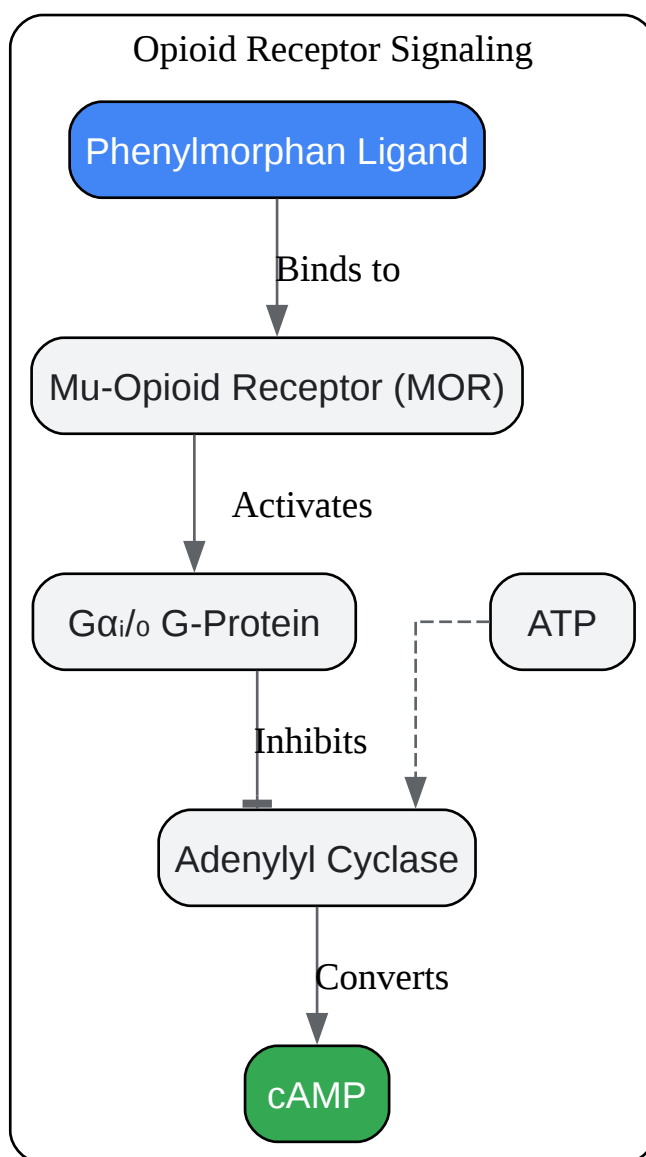 Opioid Receptor Signaling
Phenylmorphan Ligand
Binds to
Mu-Opioid Receptor (MOR)
Activates
Gαᵢ/ₒ G-Protein
ATP
Inhibits
Adenylyl Cyclase
Converts
cAMP